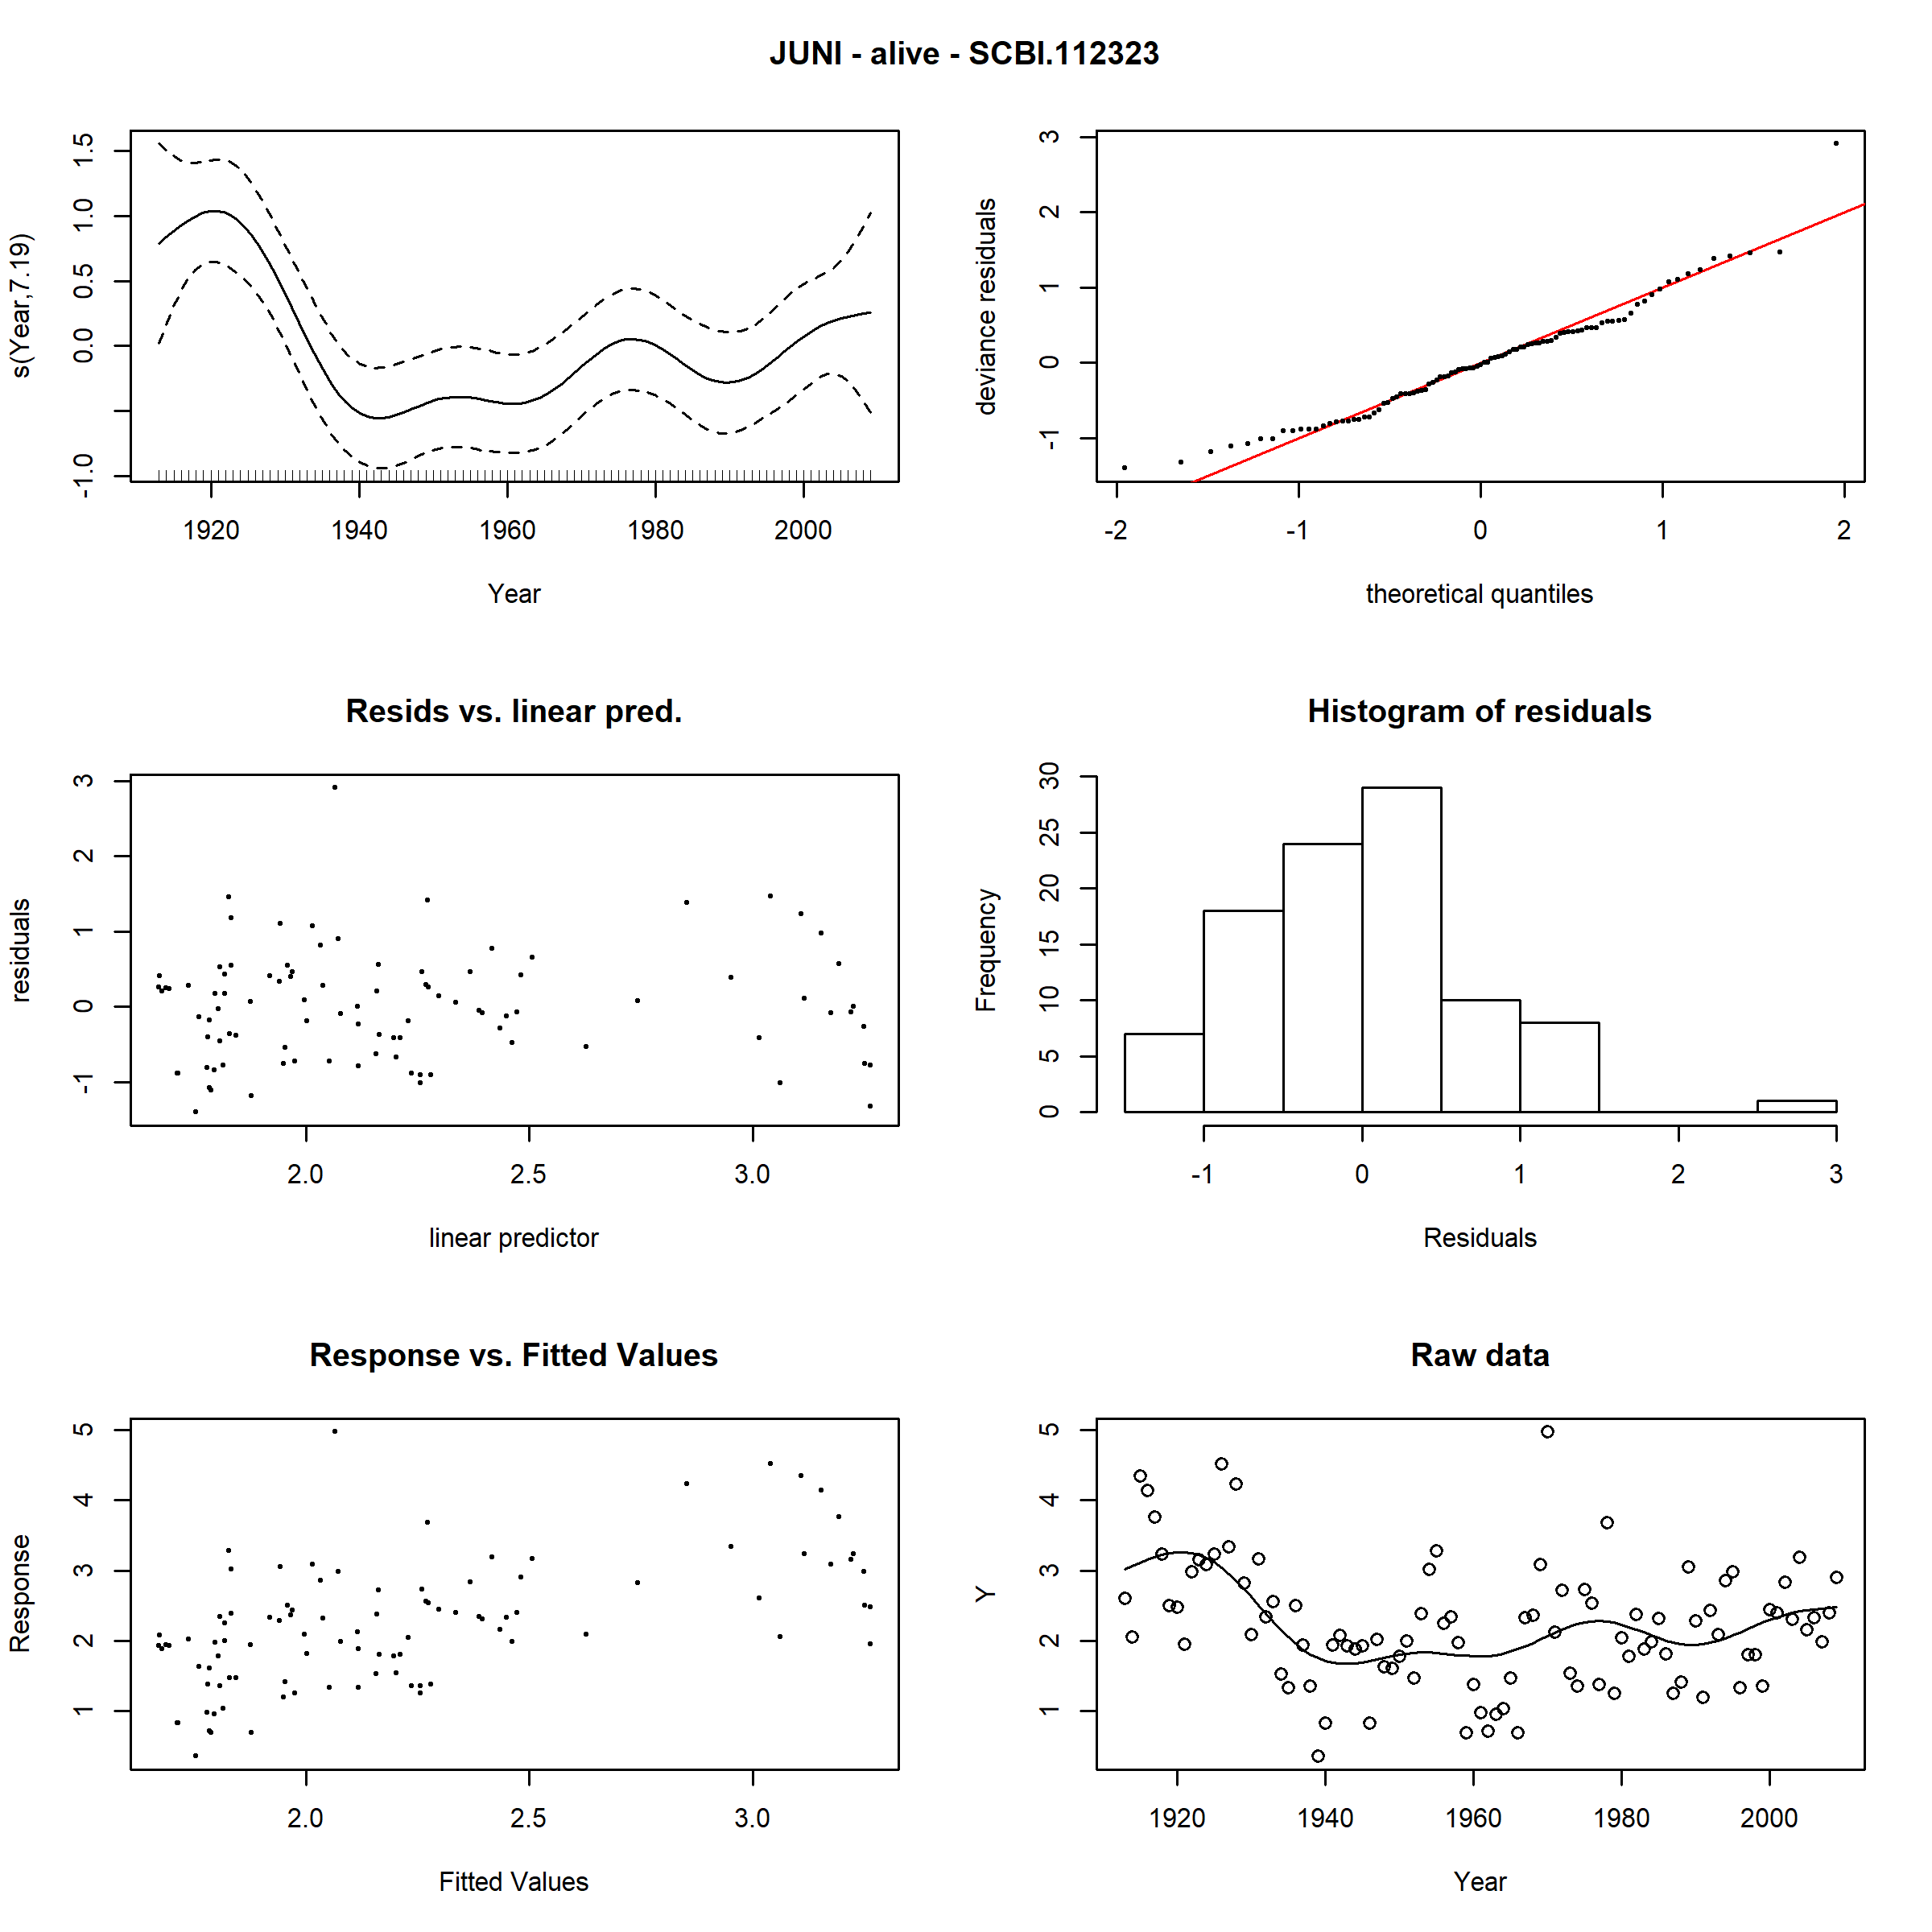 JUNI - alive - SCBI.112323
s(Year,7.19)
1.5
1.0
0.5
0.0
-1.0
1920 1940 1960 1980 2000
Year
deviance residuals
3
2
1
0
-1
-2 -1 0 1 2
theoretical quantiles
Resids vs. linear pred.
residuals
3
2
1
0
-1
2.0 2.5 3.0
linear predictor
Histogram of residuals
Frequency
30
25
20
15
10
5
0
-1 0 1 2 3
Residuals
Response vs. Fitted Values
Response
5
4
3
2
1
2.0 2.5 3.0
Fitted Values
Raw data
Y
5
4
3
2
1
1920 1940 1960 1980 2000
Year